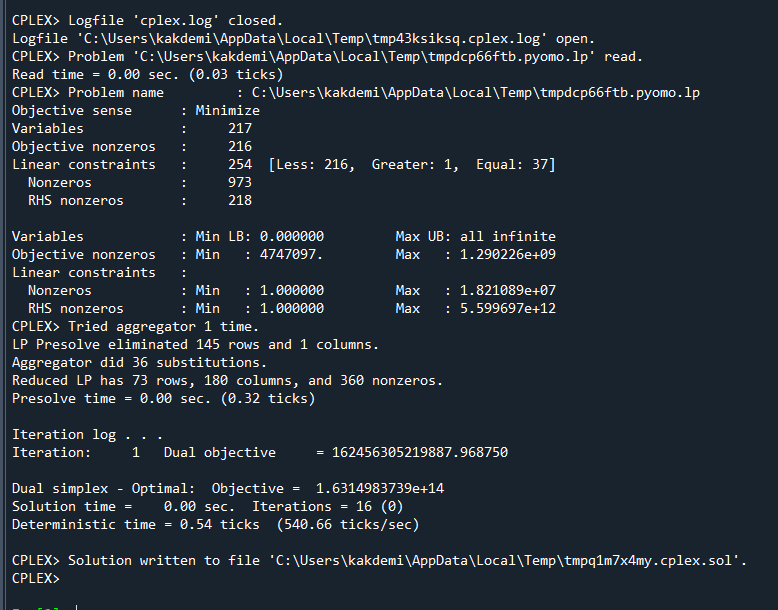 CPLEX> Logfile 'cplex.log' closed.
Logfile 'C:\Users\kakdemi\AppData\Local\Temp\tmp43ksiksq.cplex.log' open.
CPLEX> Problem 'C:\Users\kakdemi\AppData\Local\Temp\tmpdcp66ftb.pyomo.lp' read.
Read time = 0.00 sec. (0.03 ticks)
CPLEX> Problem name         : C:\Users\kakdemi\AppData\Local\Temp\tmpdcp66ftb.pyomo.lp
Objective sense      : Minimize
Variables            :     217
Objective nonzeros   :     216
Linear constraints   :     254  [Less: 216,  Greater: 1,  Equal: 37]
  Nonzeros           :     973
  RHS nonzeros       :     218

Variables            : Min LB: 0.000000         Max UB: all infinite
Objective nonzeros   : Min   : 4747097.         Max   : 1.290226e+09
Linear constraints   :
  Nonzeros           : Min   : 1.000000         Max   : 1.821089e+07
  RHS nonzeros       : Min   : 1.000000         Max   : 5.599697e+12
CPLEX> Tried aggregator 1 time.
LP Presolve eliminated 145 rows and 1 columns.
Aggregator did 36 substitutions.
Reduced LP has 73 rows, 180 columns, and 360 nonzeros.
Presolve time = 0.00 sec. (0.32 ticks)

Iteration log . . .
Iteration:     1   Dual objective     = 162456305219887.968750

Dual simplex - Optimal:  Objective =  1.6314983739e+14
Solution time =    0.00 sec.  Iterations = 16 (0)
Deterministic time = 0.54 ticks  (540.66 ticks/sec)

CPLEX> Solution written to file 'C:\Users\kakdemi\AppData\Local\Temp\tmpq1m7x4my.cplex.sol'.
CPLEX>